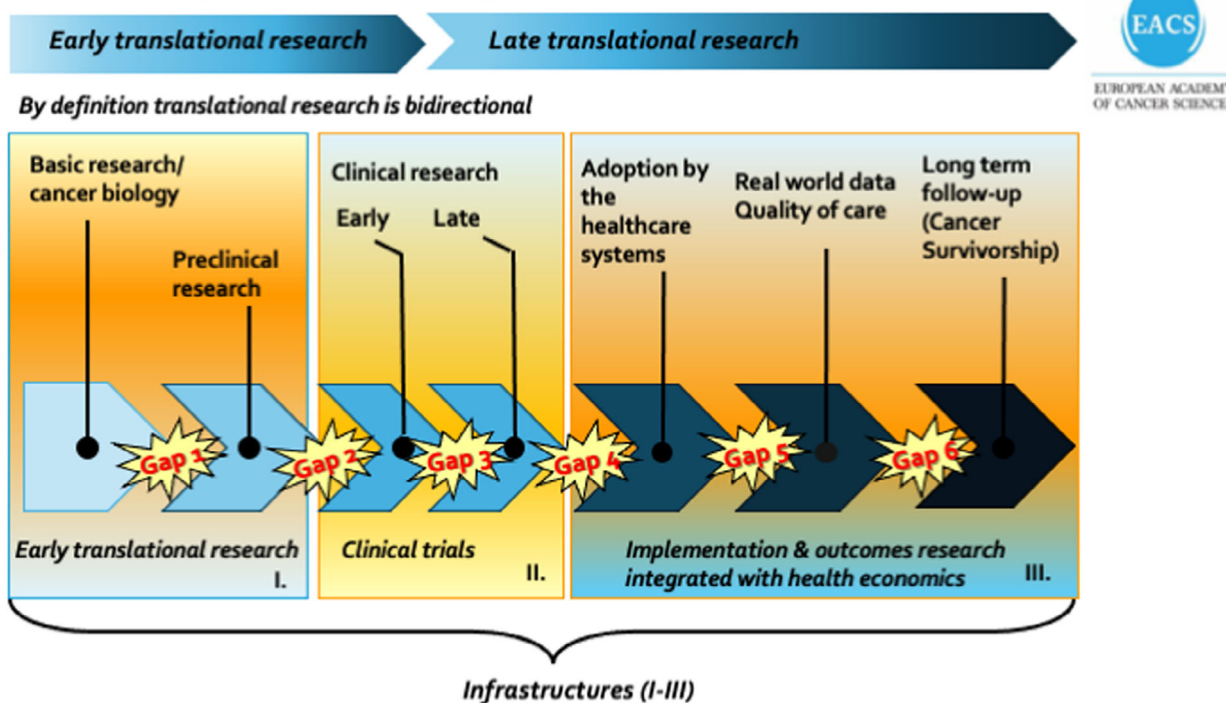 Early translational research
Late translational research
EACS
EUROPEAN ACADEMY
OF CANCER SCIENCE
By definition translational research is bidirectional
Basic research/
cancer biology
Preclinical
research
Clinical research
Early
Late
Adoption by
the
healthcare
systems
Real world data
Quality of care
Long term
follow-up
(Cancer
Survivorship)
Gap 1
Gap 2
Gap 3
Gap 4
Gap 5
Gap 6
Early translational research
I.
Clinical trials
II.
Implementation & outcomes research
integrated with health economics
III.
Infrastructures (I-III)